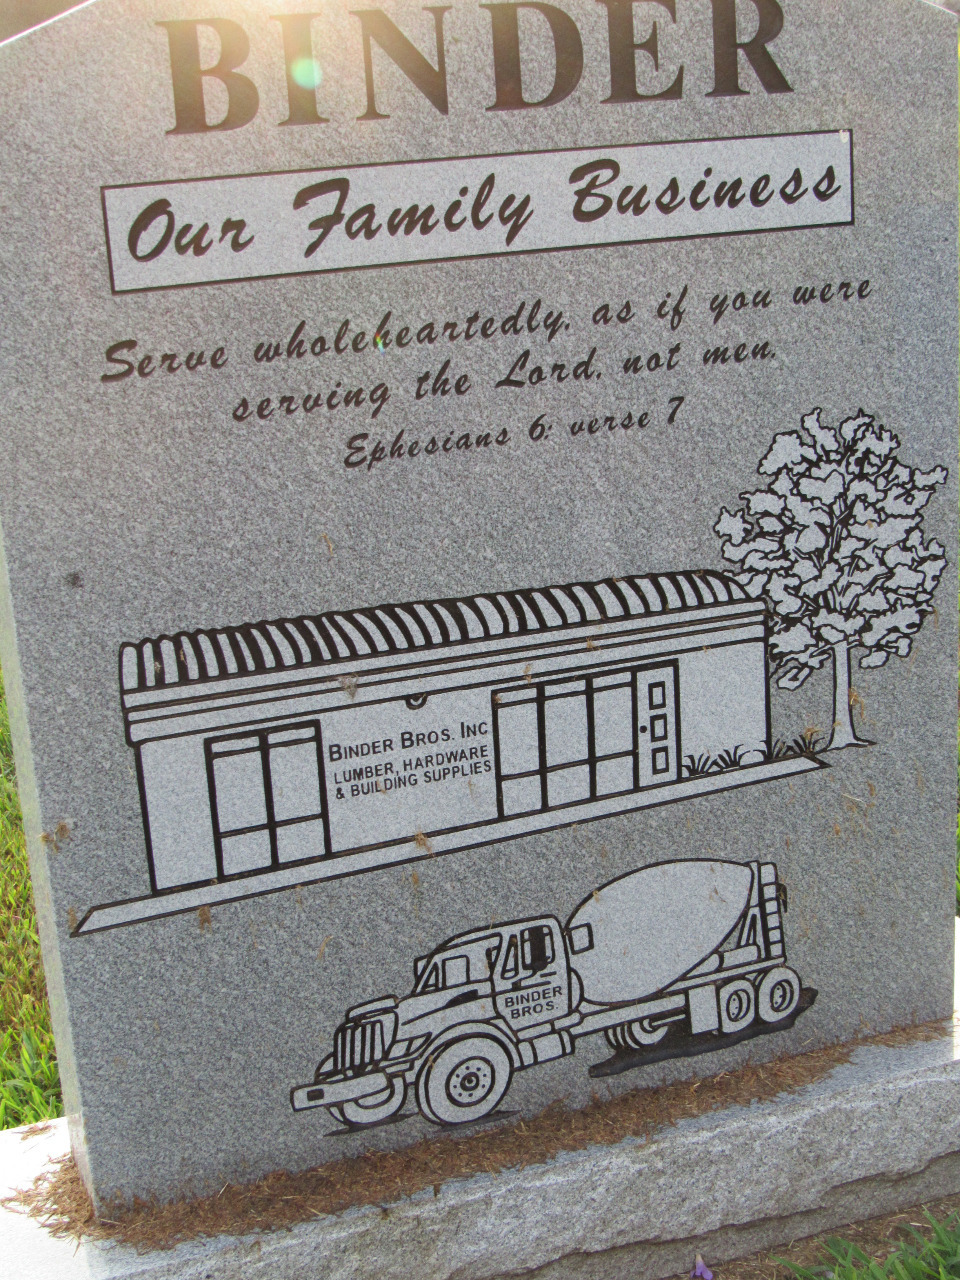 BINDER
Our Family Business
Serve wholeheartedly, as if you were
serving the Lord, not men.
Ephesians 6: verse 7
BINDER BROS. INC
LUMBER, HARDWARE
& BUILDING SUPPLIES
BINDER
BROS.